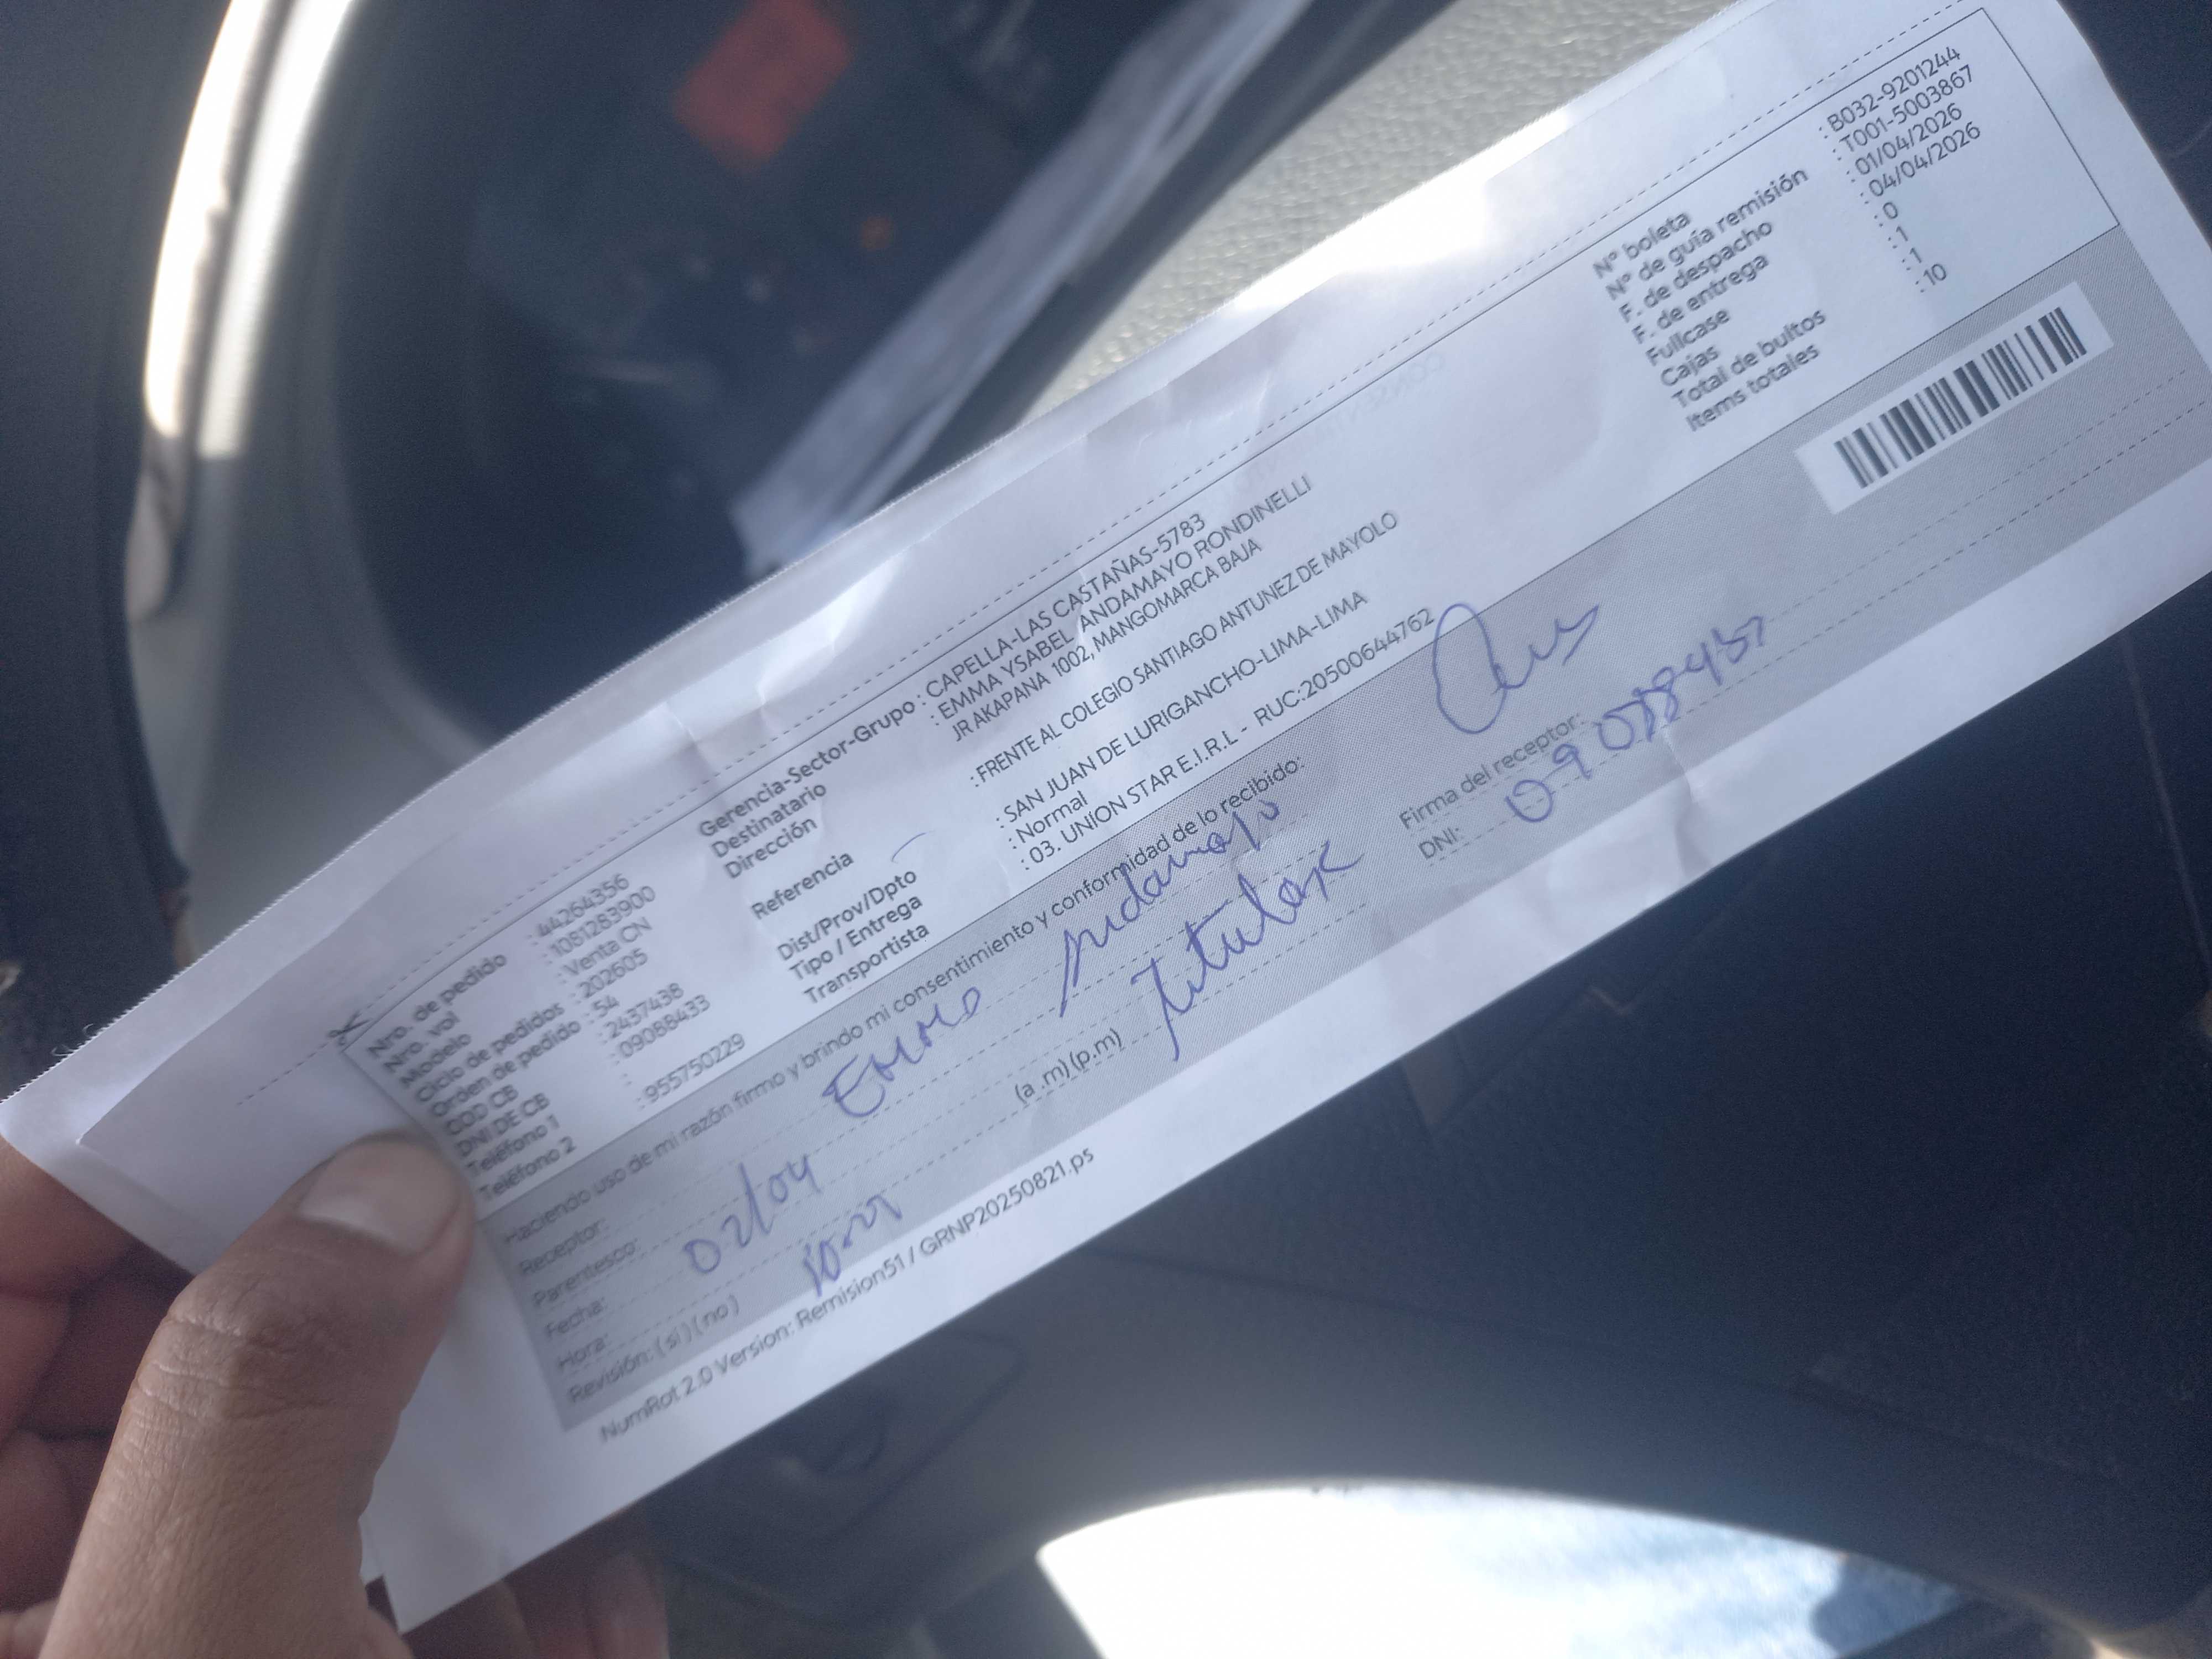 Nro. de pedido : 44264356
Nro. vol : 1081283900
Modelo : Venta CN
Ciclo de pedidos : 202605
Orden de pedido : 54
COD CB : 2437438
DNI DE CB : 09088433
Teléfono 1 :
Teléfono 2 : 955750229
Gerencia-Sector-Grupo : CAPELLA-LAS CASTAÑAS-5783
Destinatario : EMMA YSABEL ANDAMAYO RONDINELLI
Dirección JR AKAPANA 1002, MANGOMARCA BAJA
Referencia : FRENTE AL COLEGIO SANTIAGO ANTUNEZ DE MAYOLO
Dist/Prov/Dpto : SAN JUAN DE LURIGANCHO-LIMA-LIMA
Tipo / Entrega : Normal
Transportista : 03. UNION STAR E.I.R.L - RUC:20500644762
N° boleta : B032-9201244
N° de guía remisión : T001-5003867
F. de despacho : 01/04/2026
F. de entrega : 04/04/2026
Fullcase : 0
Cajas : 1
Total de bultos : 1
Items totales : 10
Haciendo uso de mi razón firmo y brindo mi consentimiento y conformidad de lo recibido:
Receptor: Emma Andamayo
Parentesco: Titular
Fecha: 02/04
Hora: (a .m) (p.m)
Revisión: ( si ) ( no )
Firma del receptor:
DNI:
NumRot 2.0 Version: Remision51 / GRNP20250821.ps